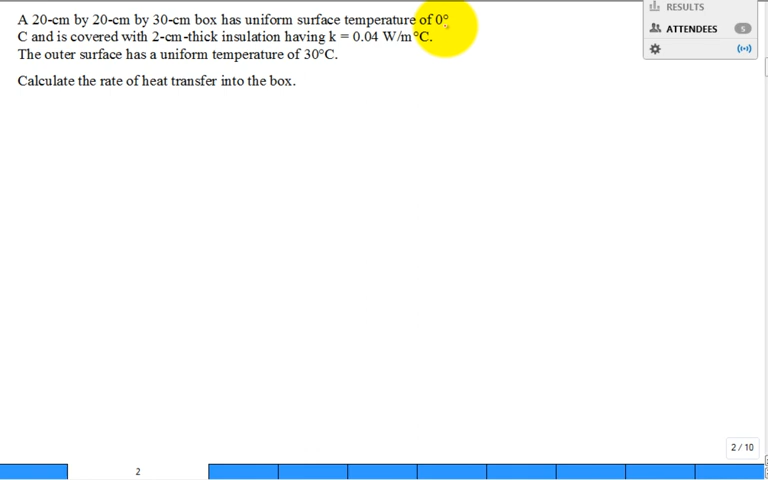 A 20-cm by 20-cm by 30-cm box has uniform surface temperature of 0°
C and is covered with 2-cm-thick insulation having k = 0.04 W/m°C.
The outer surface has a uniform temperature of 30°C.
Calculate the rate of heat transfer into the box.
RESULTS
ATTENDEES 5
2 / 10
2